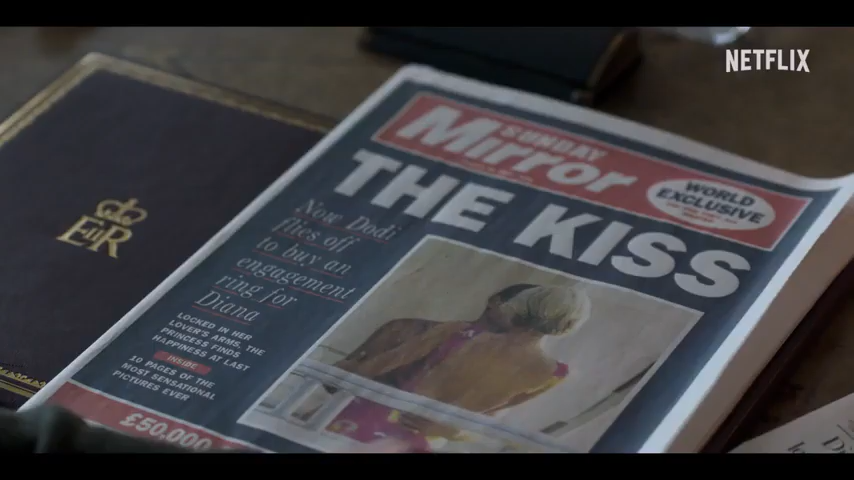 NETFLIX
EIIR
SUNDAY
Mirror
WORLD
EXCLUSIVE
THE KISS
Now Dodi
flies off
to buy an
engagement
ring for
Diana
LOCKED IN HER
LOVER'S ARMS, THE
PRINCESS FINDS
HAPPINESS AT LAST
INSIDE
10 PAGES OF THE
MOST SENSATIONAL
PICTURES EVER
£50,000